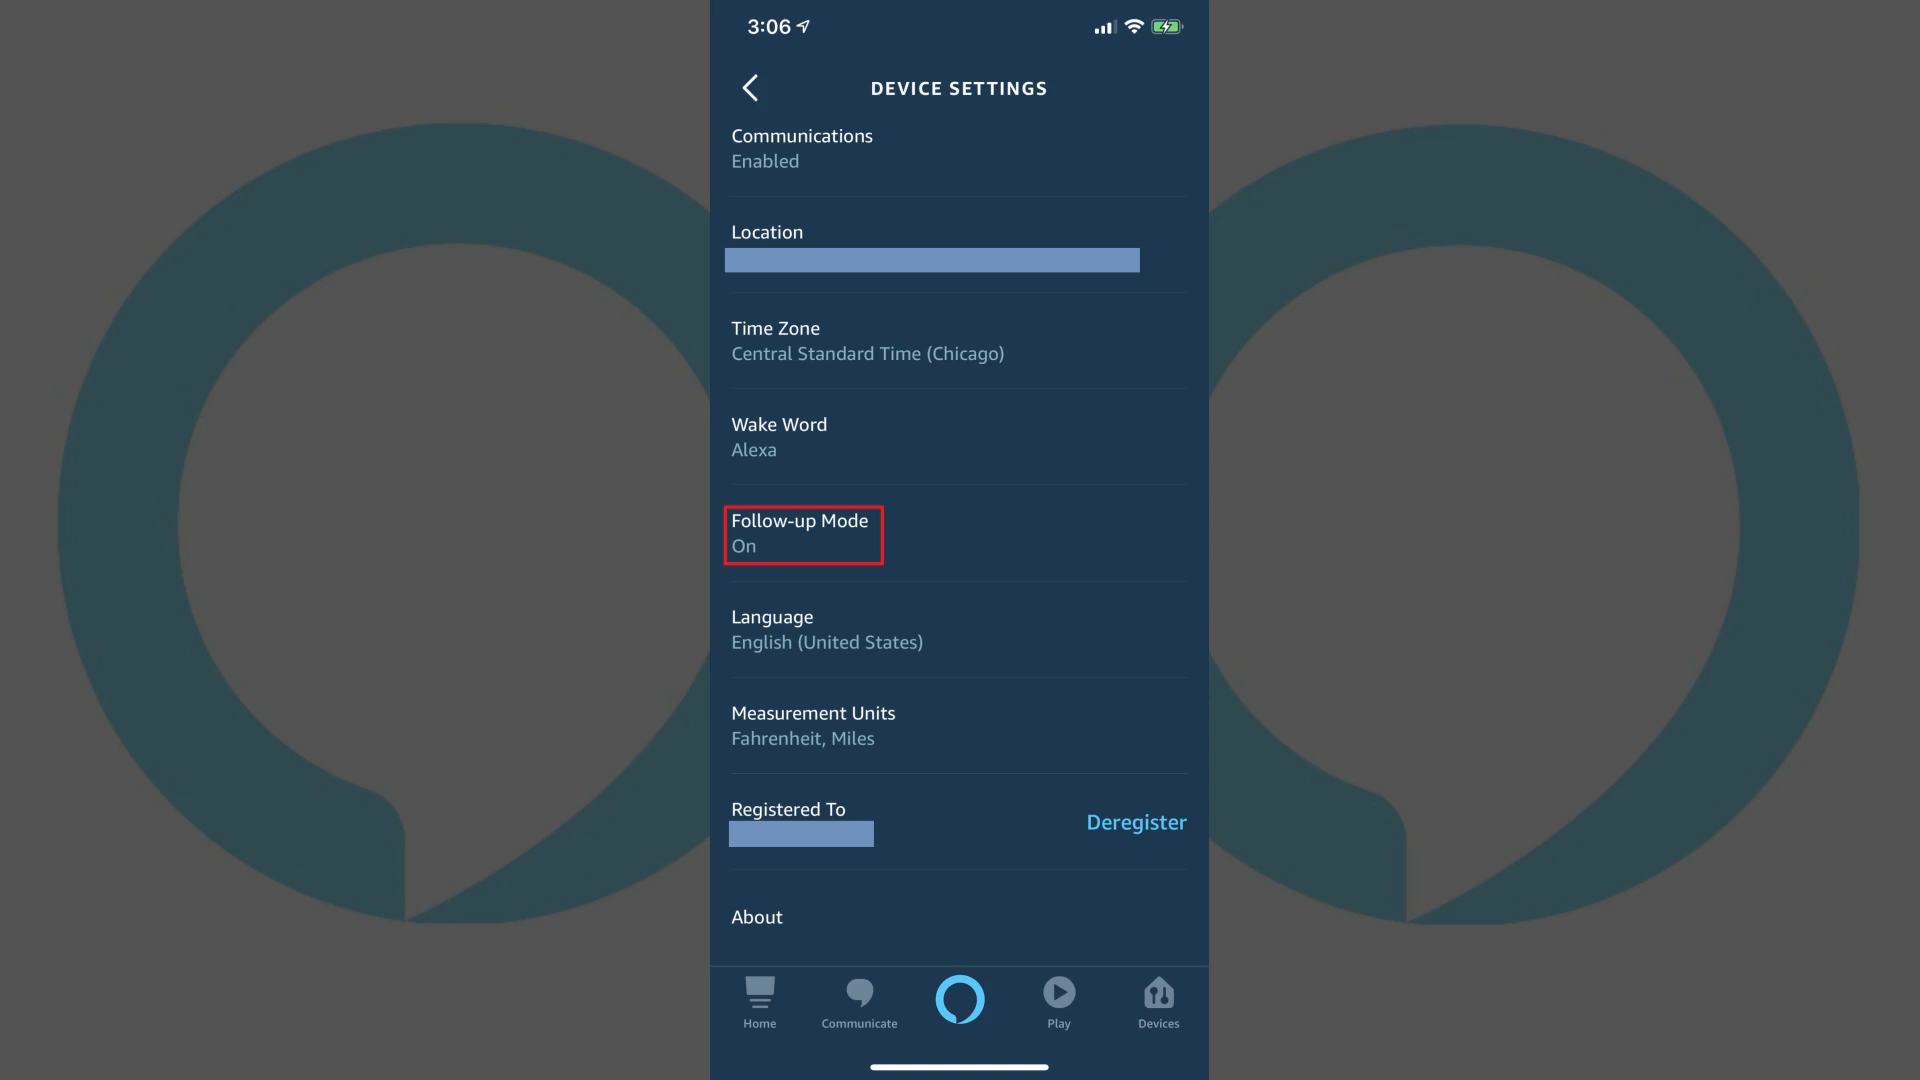 3:06
DEVICE SETTINGS
Communications
Enabled
Location
Time Zone
Central Standard Time (Chicago)
Wake Word
Alexa
Follow-up Mode
On
Language
English (United States)
Measurement Units
Fahrenheit, Miles
Registered To
Deregister
About
Home
Communicate
Play
Devices